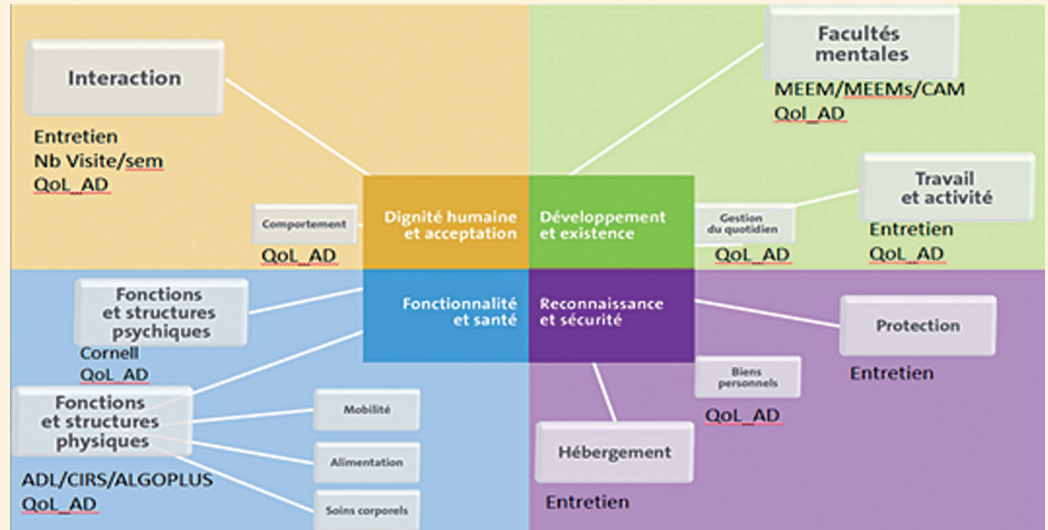 Interaction
Entretien
Nb Visite/sem
QoL_AD
Comportement
QoL_AD
Dignité humaine
et acceptation
Facultés
mentales
MEEM/MEEMs/CAM
Qol_AD
Travail
et activité
Entretien
QoL_AD
Gestion
du quotidien
QoL_AD
Développement
et existence
Fonctionnalité
et santé
Fonctions
et structures
psychiques
Cornell
QoL_AD
Fonctions
et structures
physiques
ADL/CIRS/ALGOPLUS
QoL_AD
Mobilité
Alimentation
Soins corporels
Reconnaissance
et sécurité
Protection
Entretien
Biens
personnels
QoL_AD
Hébergement
Entretien